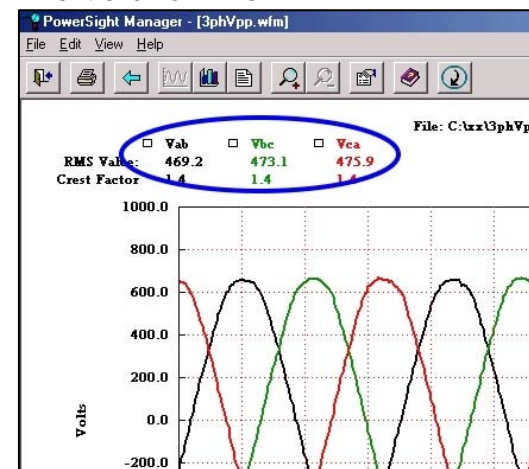 PowerSight Manager - [3phVpp.wfm]
File Edit View Help
File: C:\xx\3phVp
Vab Vbc Vca
RMS Value: 469.2 473.1 475.9
Crest Factor 1.4 1.4 1.4
1000.0
800.0
600.0
400.0
200.0
0.0
-200.0
Volts